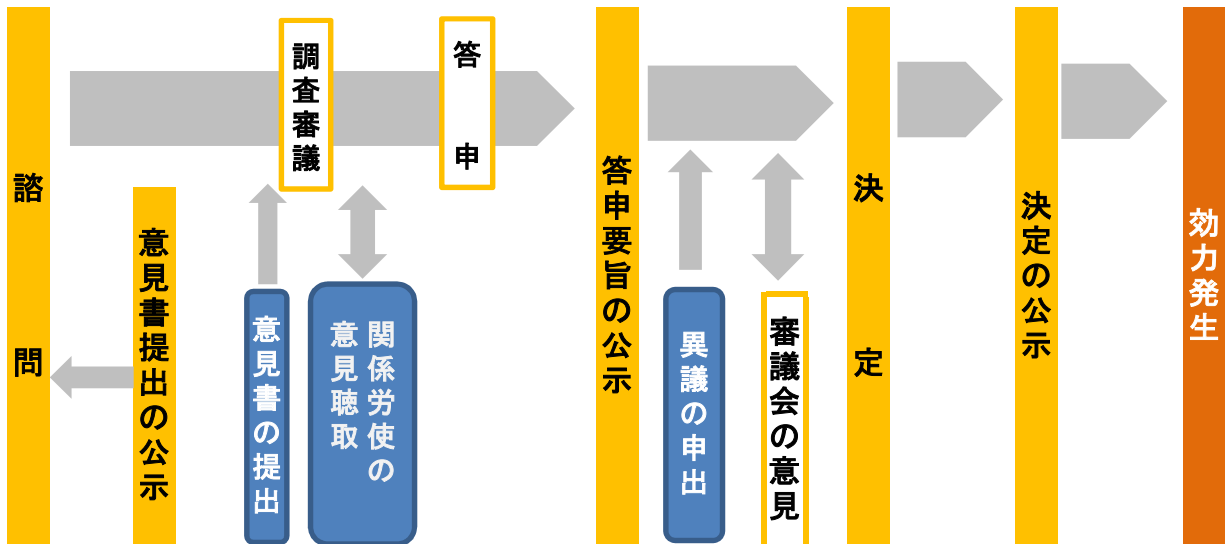 諮問
意見書提出の公示
調査審議
意見書の提出
関係労使の
意見聴取
答申
答申要旨の公示
異議の申出
審議会の意見
決定
決定の公示
効力発生